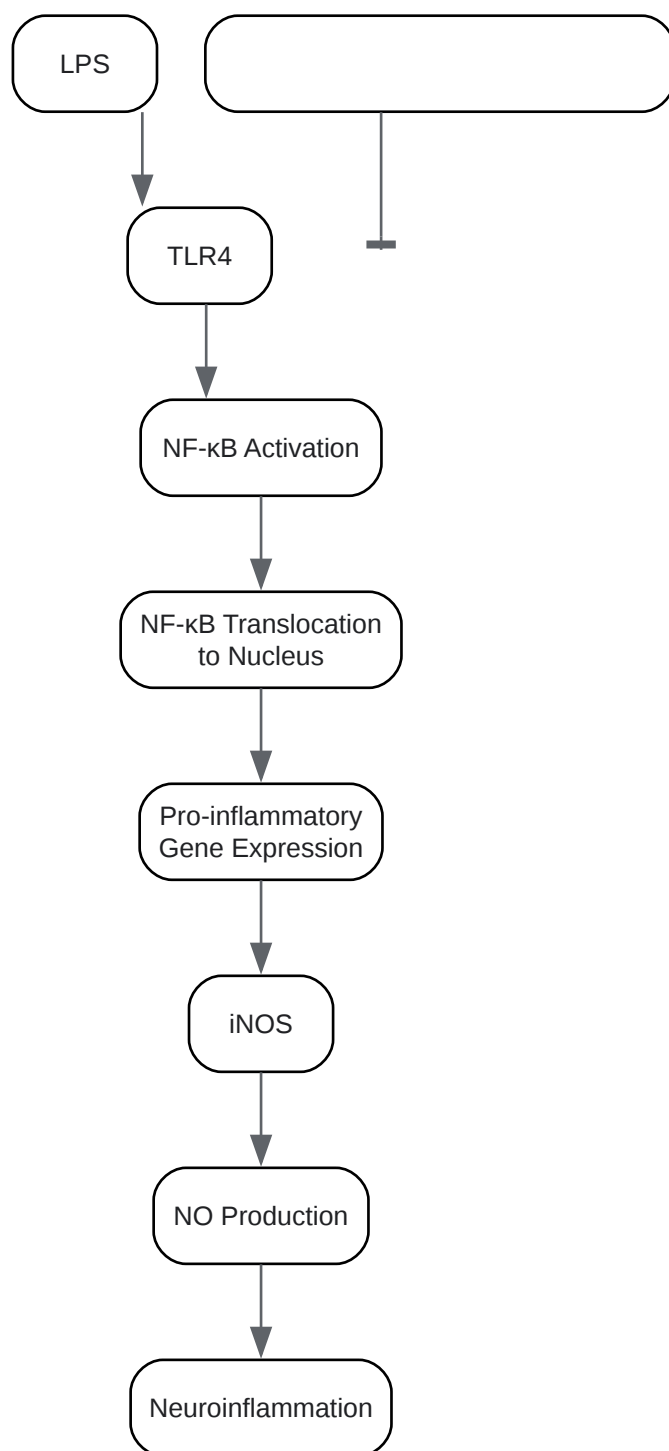 LPS
TLR4
NF-κB Activation
NF-κB Translocation
to Nucleus
Pro-inflammatory
Gene Expression
iNOS
NO Production
Neuroinflammation